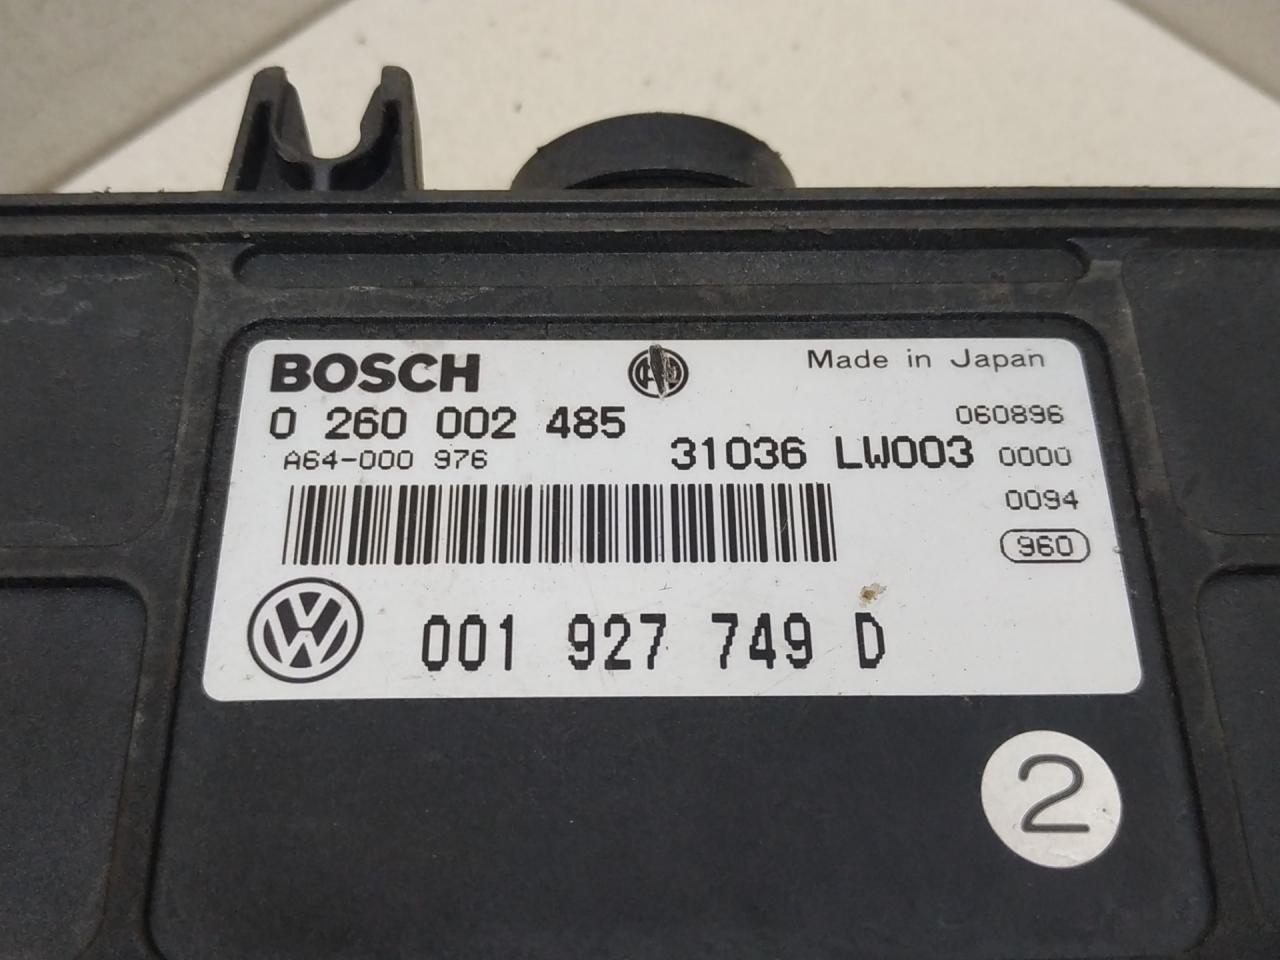 BOSCH
Made in Japan
0 260 002 485
060896
A64-000 976
31036 LW003
0000
0094
960
001 927 749 D
2